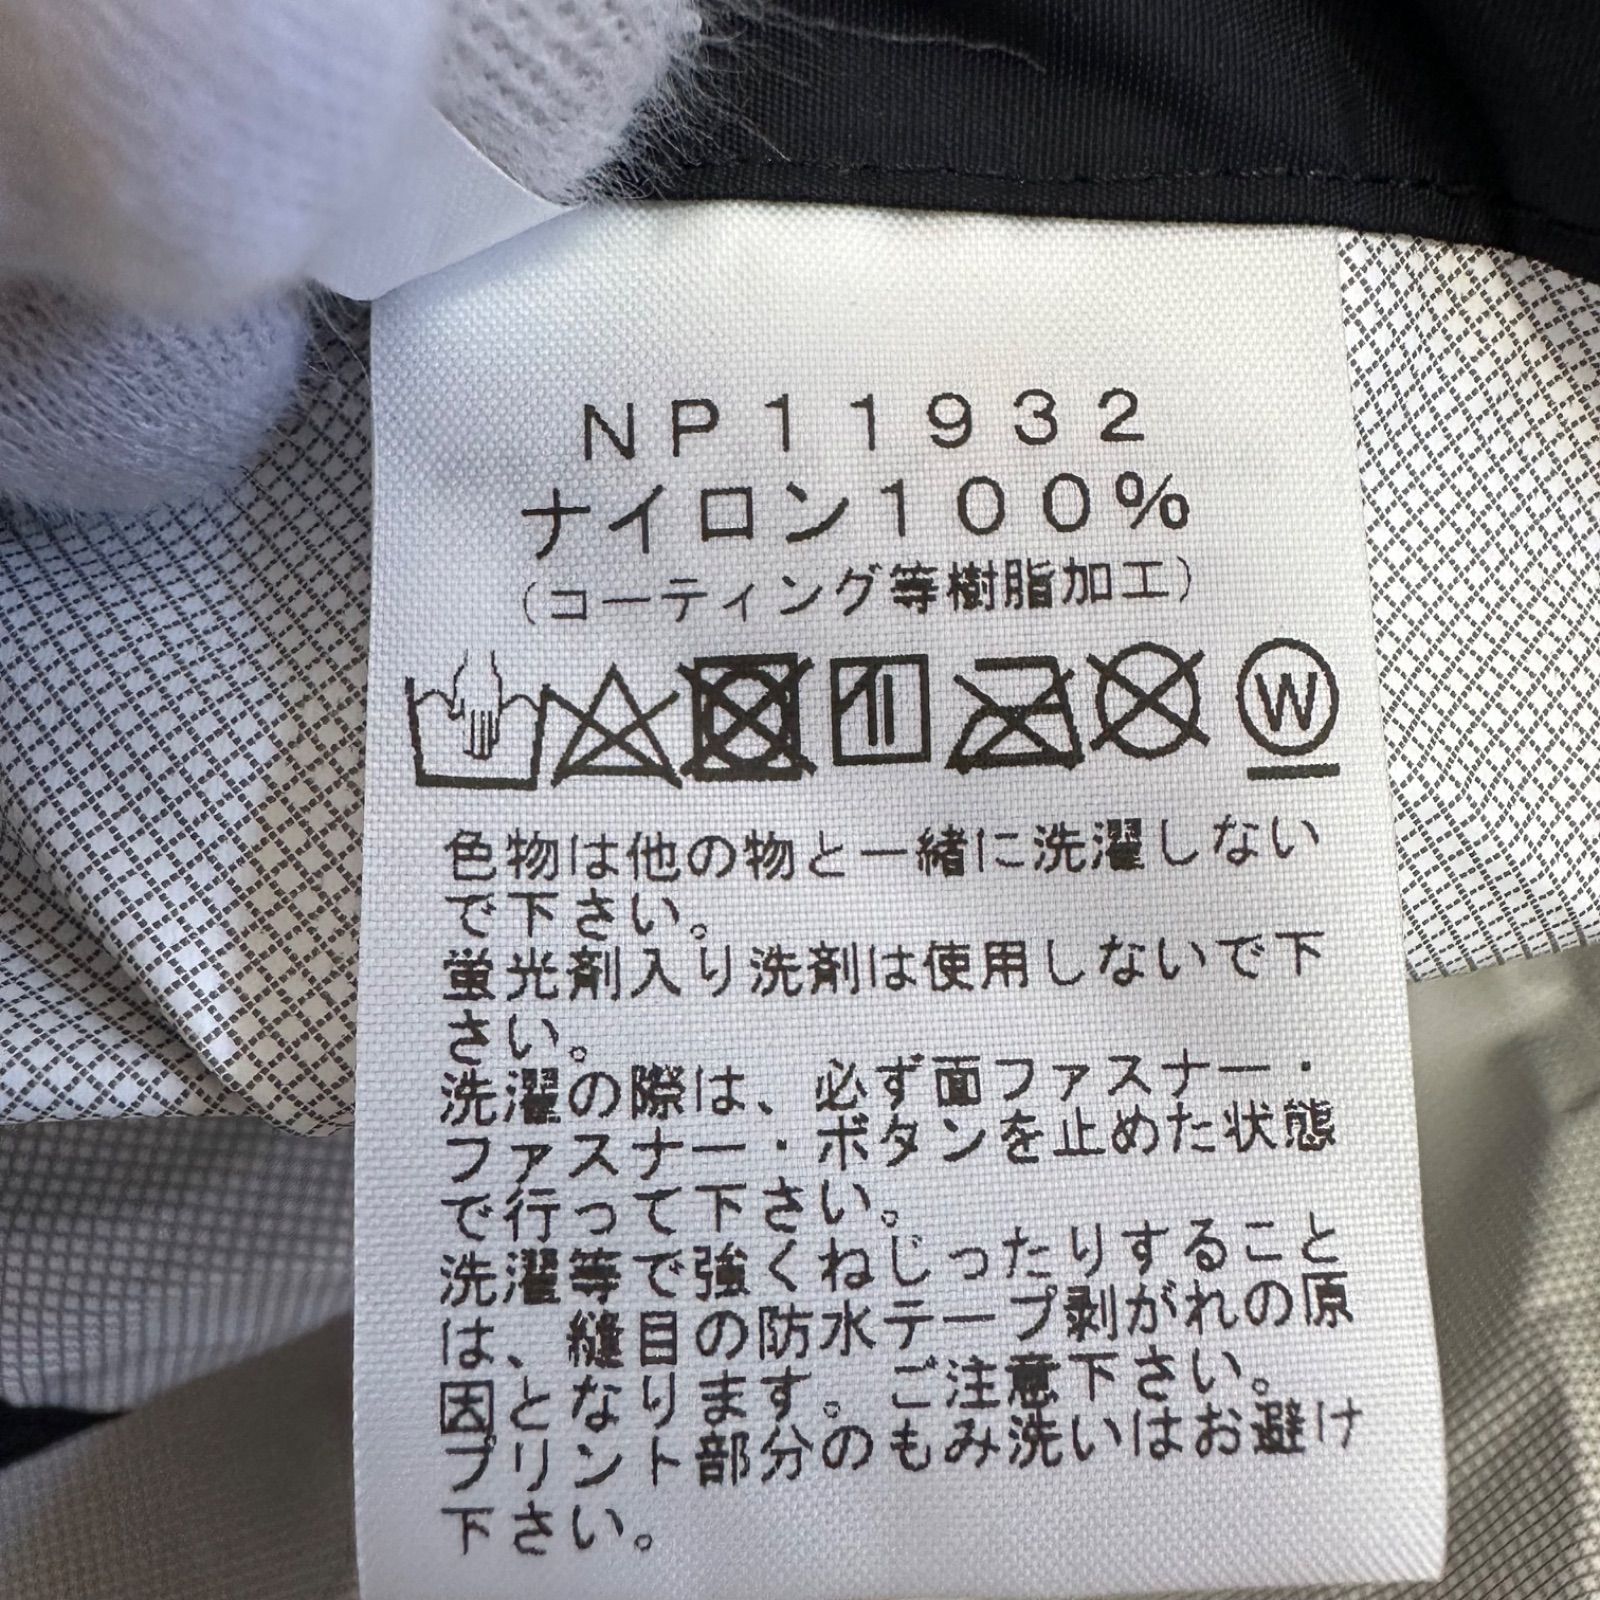 NP11932
ナイロン100%
(コーティング等樹脂加工)
W
色物は他の物と一緒に洗濯しない
で下さい。
蛍光剤入り洗剤は使用しないで下
さい。
洗濯の際は、必ず面ファスナー・
ファスナー・ボタンを止めた状態
で行って下さい。
洗濯等で強くねじったりすること
は、縫目の防水テープ剥がれの原
因となります。ご注意下さい。
プリント部分のもみ洗いはお避け
下さい。